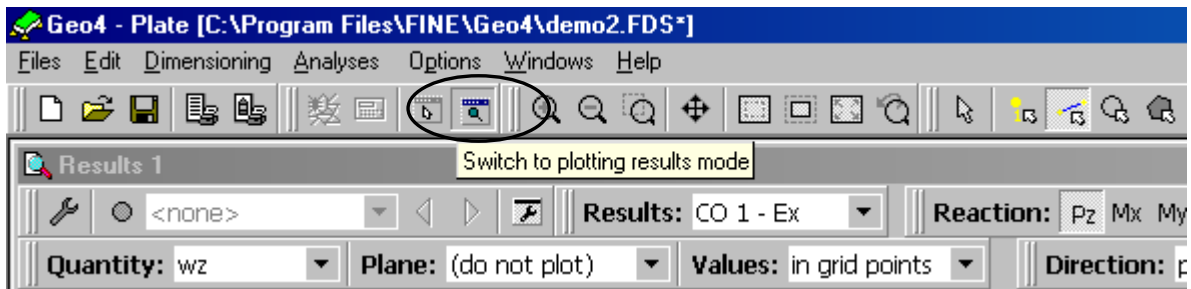 Geo4 - Plate [C:\Program Files\FINE\Geo4\demo2.FDS*]
Files Edit Dimensioning Analyses Options Windows Help
Switch to plotting results mode
Results 1
<none> Results: CO 1 - Ex Reaction: Pz Mx My
Quantity: wz Plane: (do not plot) Values: in grid points Direction: p